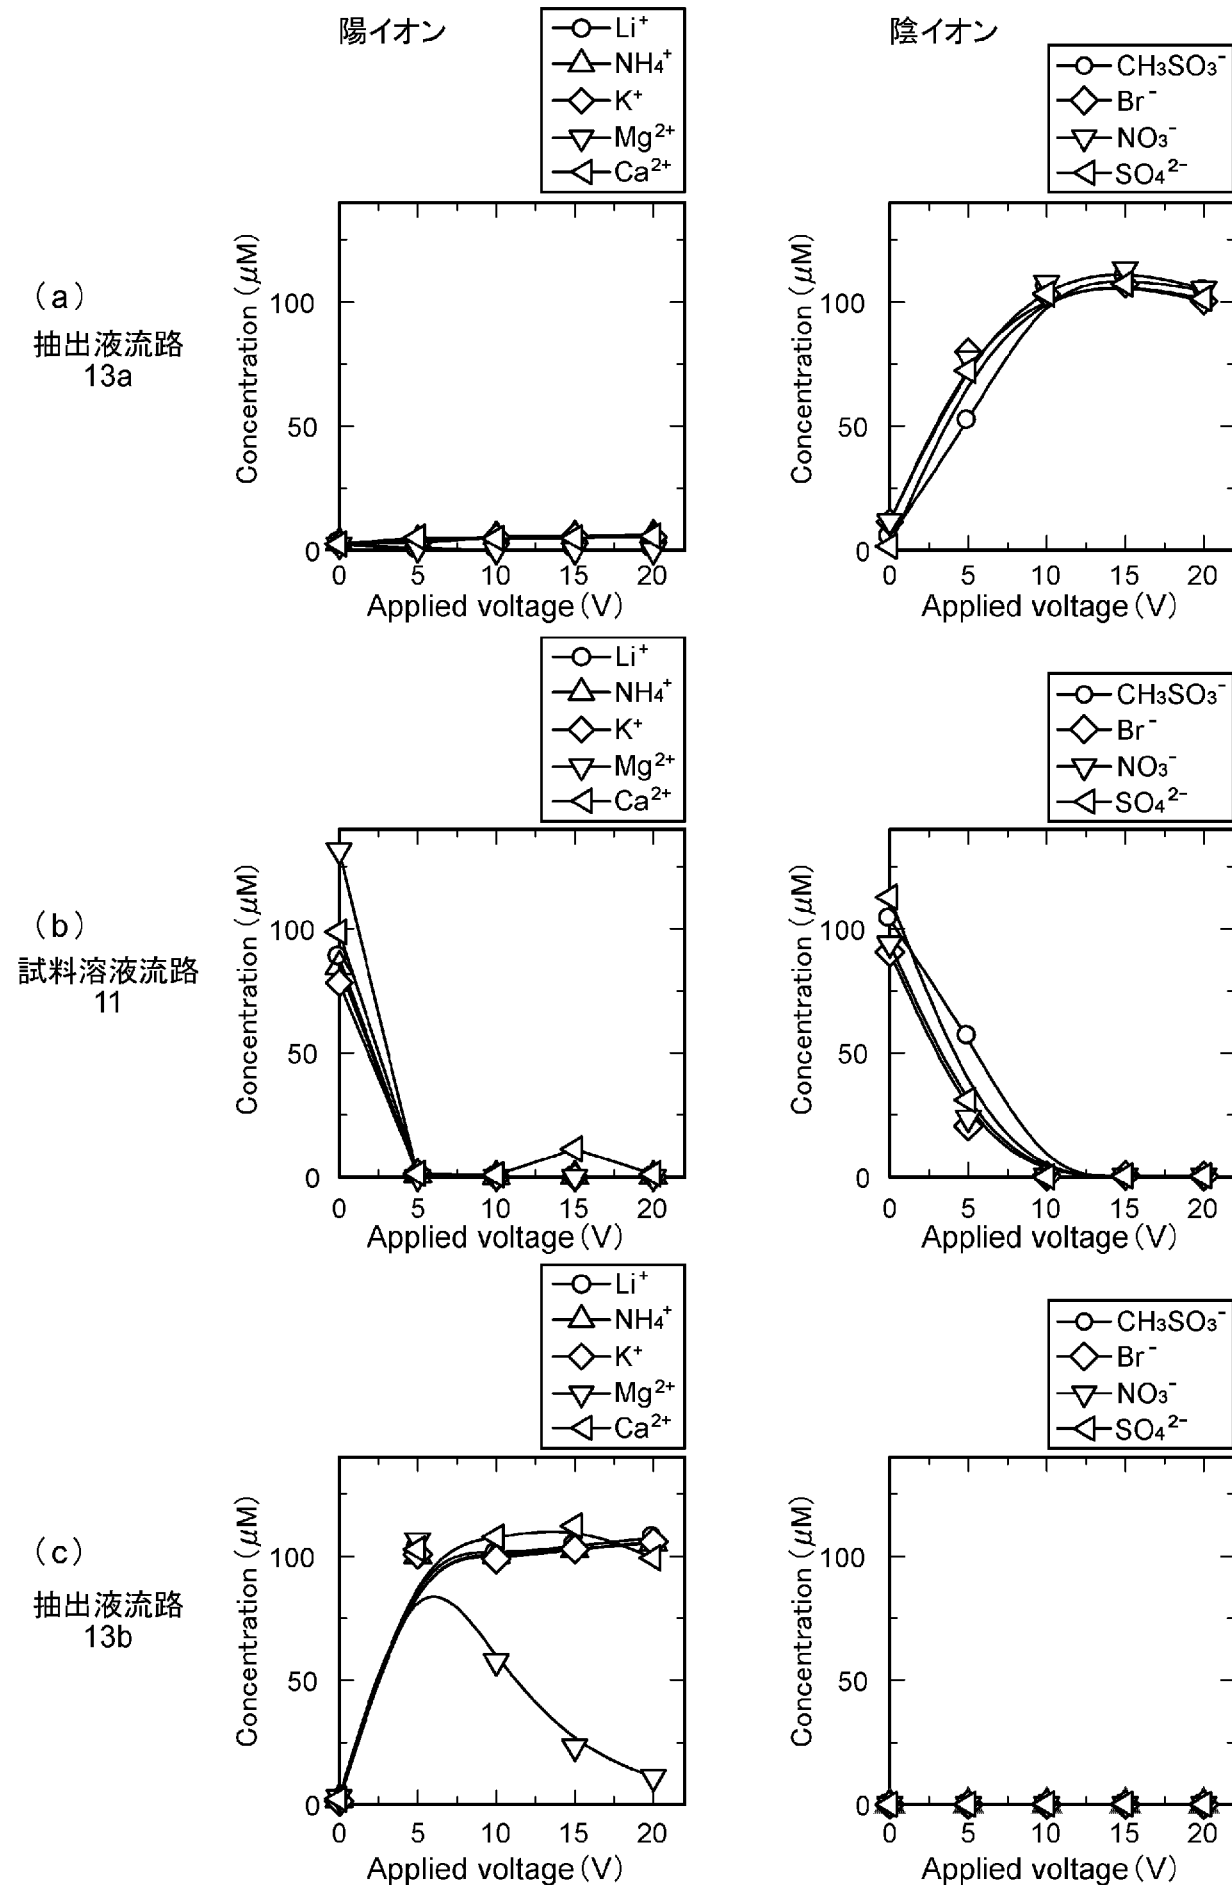 陽イオン
Li⁺
NH₄⁺
K⁺
Mg²⁺
Ca²⁺
陰イオン
CH₃SO₃⁻
Br⁻
NO₃⁻
SO₄²⁻
(a)
抽出液流路
13a
Concentration (μM)
100
50
0
0 5 10 15 20
Applied voltage (V)
Concentration (μM)
100
50
0
0 5 10 15 20
Applied voltage (V)
Li⁺
NH₄⁺
K⁺
Mg²⁺
Ca²⁺
CH₃SO₃⁻
Br⁻
NO₃⁻
SO₄²⁻
(b)
試料溶液流路
11
Concentration (μM)
100
50
0
0 5 10 15 20
Applied voltage (V)
Concentration (μM)
100
50
0
0 5 10 15 20
Applied voltage (V)
Li⁺
NH₄⁺
K⁺
Mg²⁺
Ca²⁺
CH₃SO₃⁻
Br⁻
NO₃⁻
SO₄²⁻
(c)
抽出液流路
13b
Concentration (μM)
100
50
0
0 5 10 15 20
Applied voltage (V)
Concentration (μM)
100
50
0
0 5 10 15 20
Applied voltage (V)